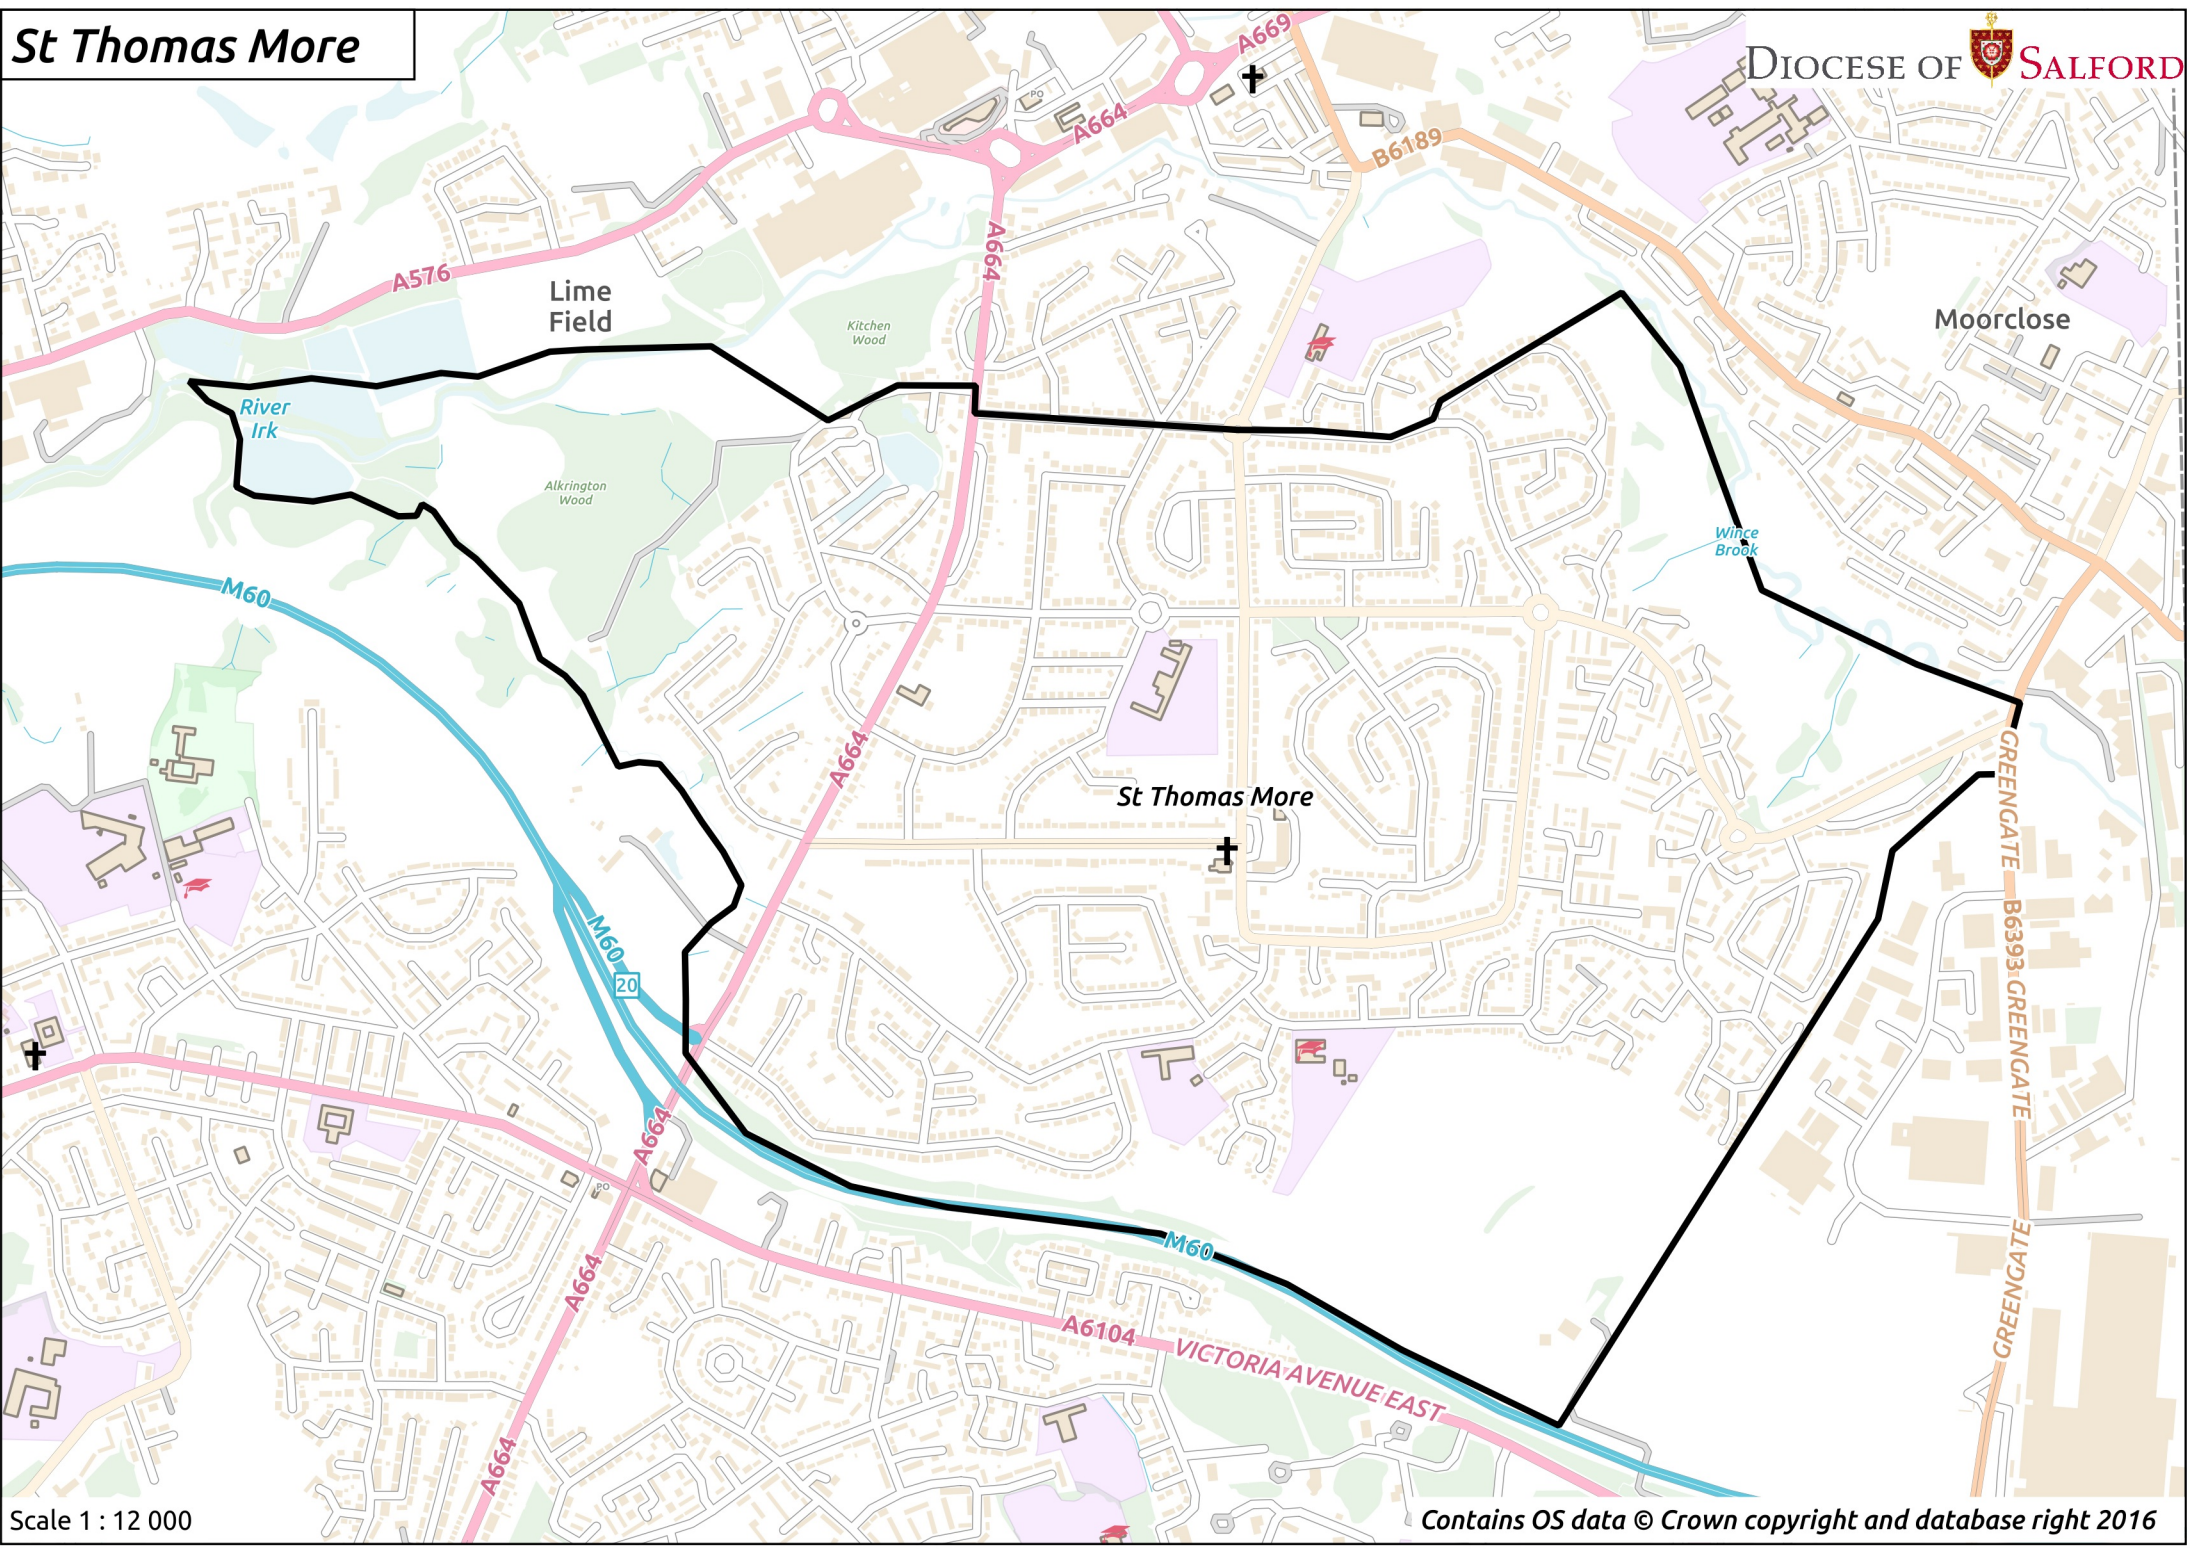 St Thomas More
DIOCESE OF SALFORD
A669
PO
A664
B6189
A664
A576
Lime
Field
Kitchen
Wood
Moorclose
River
Irk
Alkrington
Wood
Wince
Brook
M60
A664
St Thomas More
GREENGATE
B6393
GREENGATE
M60
20
A664
PO
M60
A664
GREENGATE
A6104
VICTORIA AVENUE EAST
A664
Scale 1 : 12 000
Contains OS data © Crown copyright and database right 2016